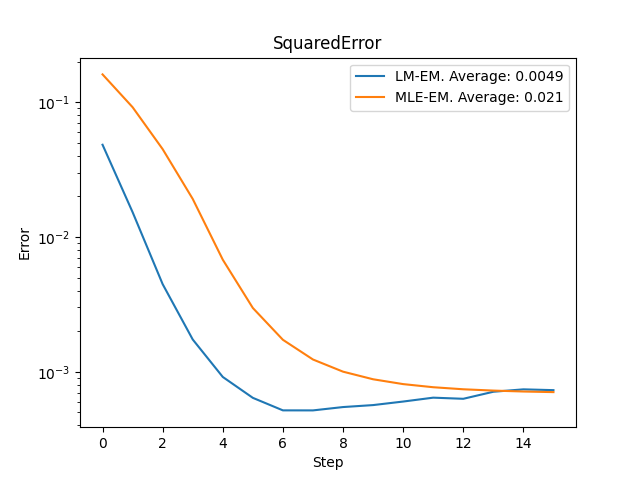 SquaredError
LM-EM. Average: 0.0049
MLE-EM. Average: 0.021
10⁻¹
10⁻²
10⁻³
Error
0 2 4 6 8 10 12 14
Step